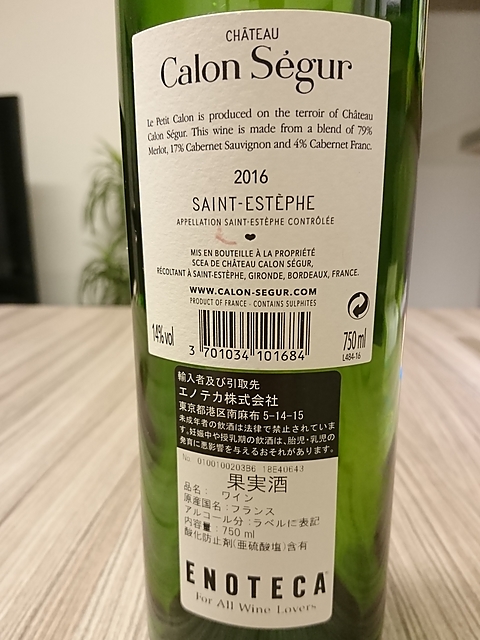 CHÂTEAU
Calon Ségur
Le Petit Calon is produced on the terroir of Château
Calon Ségur. This wine is made from a blend of 79%
Merlot, 17% Cabernet Sauvignon and 4% Cabernet Franc.
2016
SAINT-ESTÈPHE
APPELLATION SAINT-ESTÈPHE CONTRÔLÉE
MIS EN BOUTEILLE À LA PROPRIÉTÉ
SCEA DE CHÂTEAU CALON SÉGUR,
RÉCOLTANT À SAINT-ESTÈPHE, GIRONDE, BORDEAUX, FRANCE.
WWW.CALON-SEGUR.COM
PRODUCT OF FRANCE - CONTAINS SULPHITES
14% vol
750 ml
L484-16
3 701034 101684
輸入者及び引取先
エノテカ株式会社
東京都港区南麻布 5-14-15
未成年者の飲酒は法律で禁止されていま
す。妊娠中や授乳期の飲酒は、胎児・乳児の
発育に悪影響を与えるおそれがあります。
No. 0100100203B6 18E40643
果実酒
品名: ワイン
原産国名:フランス
アルコール分:ラベルに表記
内容量:750 ml
酸化防止剤(亜硫酸塩)含有
ENOTECA
For All Wine Lovers